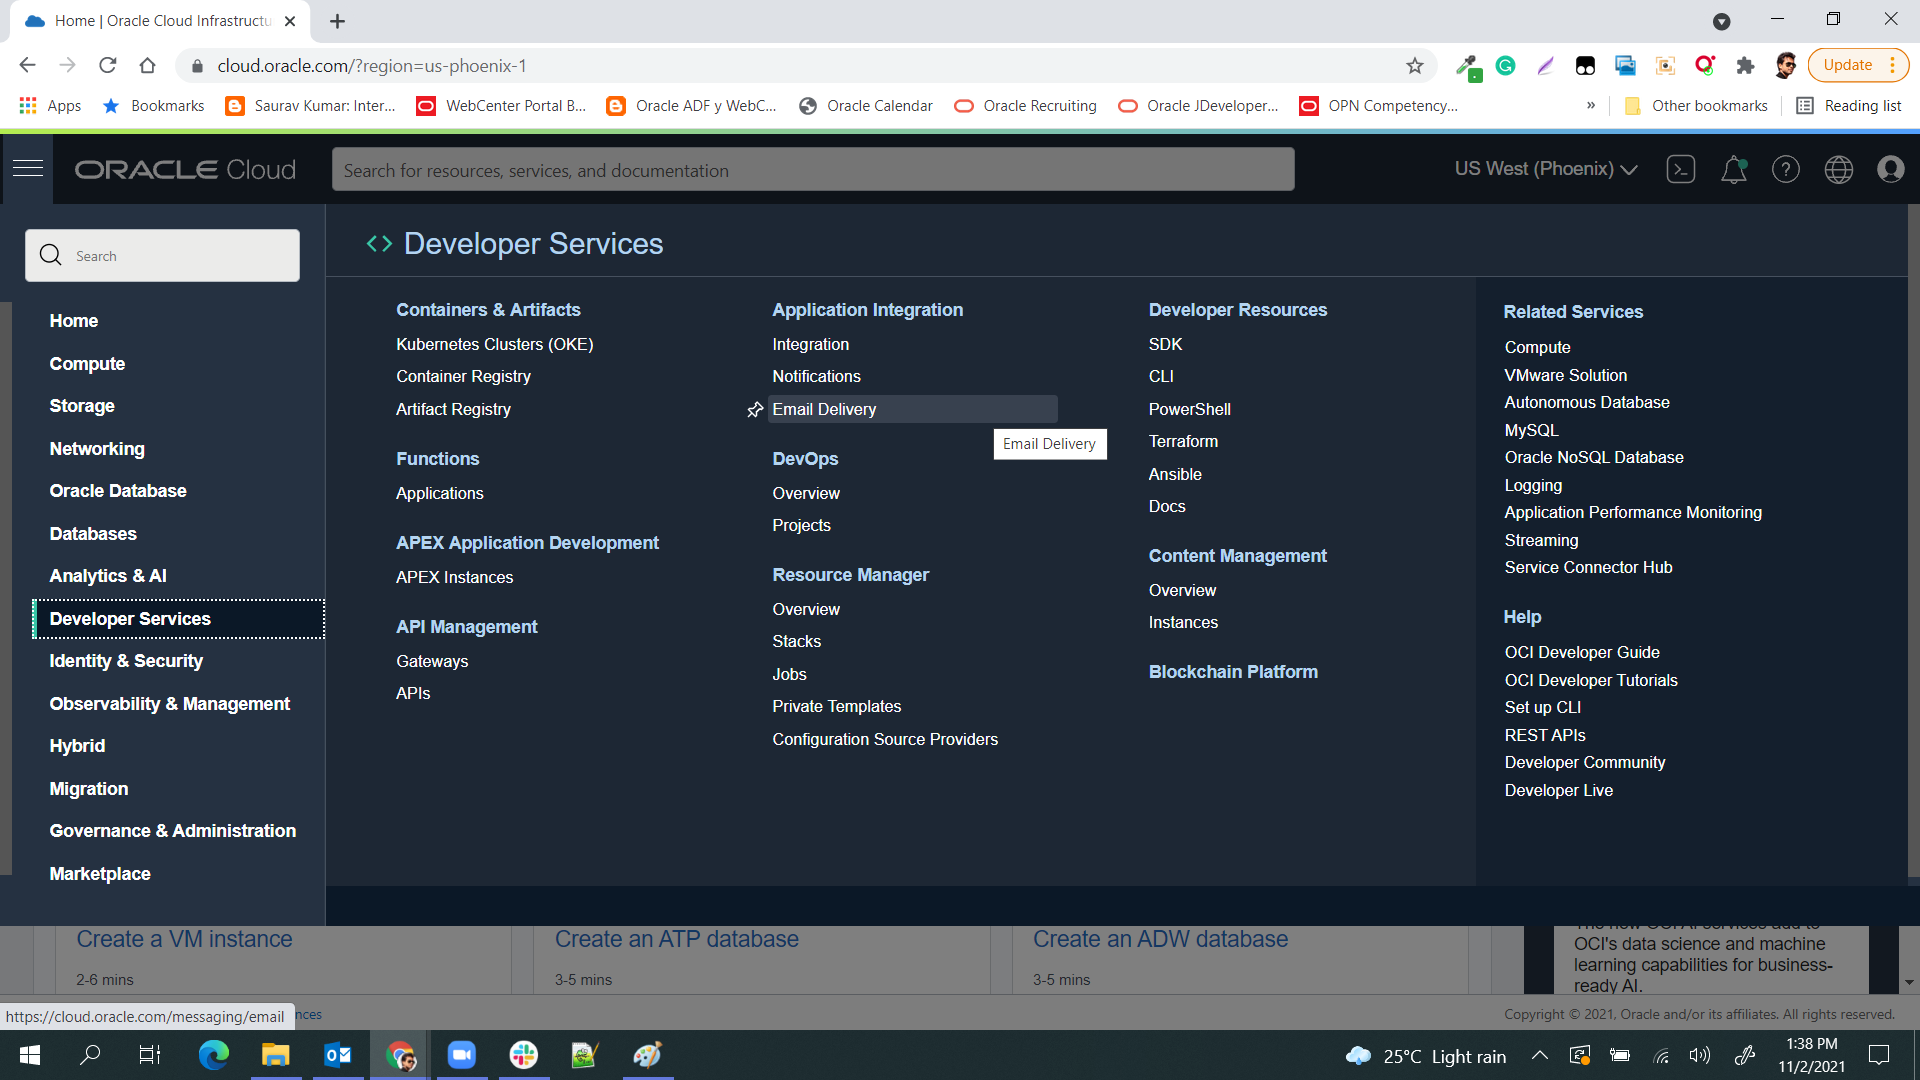 Home | Oracle Cloud Infrastructu
cloud.oracle.com/?region=us-phoenix-1
Update
Apps
Bookmarks
Saurav Kumar: Inter...
WebCenter Portal B...
Oracle ADF y WebC...
Oracle Calendar
Oracle Recruiting
Oracle JDeveloper...
OPN Competency...
»
Other bookmarks
Reading list
ORACLE Cloud
Search for resources, services, and documentation
US West (Phoenix)
Search
Home
Compute
Storage
Networking
Oracle Database
Databases
Analytics & AI
Developer Services
Identity & Security
Observability & Management
Hybrid
Migration
Governance & Administration
Marketplace
Developer Services
Containers & Artifacts
Kubernetes Clusters (OKE)
Container Registry
Artifact Registry
Functions
Applications
APEX Application Development
APEX Instances
API Management
Gateways
APIs
Application Integration
Integration
Notifications
Email Delivery
Email Delivery
DevOps
Overview
Projects
Resource Manager
Overview
Stacks
Jobs
Private Templates
Configuration Source Providers
Developer Resources
SDK
CLI
PowerShell
Terraform
Ansible
Docs
Content Management
Overview
Instances
Blockchain Platform
Related Services
Compute
VMware Solution
Autonomous Database
MySQL
Oracle NoSQL Database
Logging
Application Performance Monitoring
Streaming
Service Connector Hub
Help
OCI Developer Guide
OCI Developer Tutorials
Set up CLI
REST APIs
Developer Community
Developer Live
Create a VM instance
2-6 mins
Create an ATP database
3-5 mins
Create an ADW database
3-5 mins
The new OCI AI services add to
OCI's data science and machine
learning capabilities for business-
ready AI.
https://cloud.oracle.com/messaging/email
nces
Copyright © 2021, Oracle and/or its affiliates. All rights reserved.
25°C Light rain
1:38 PM
11/2/2021